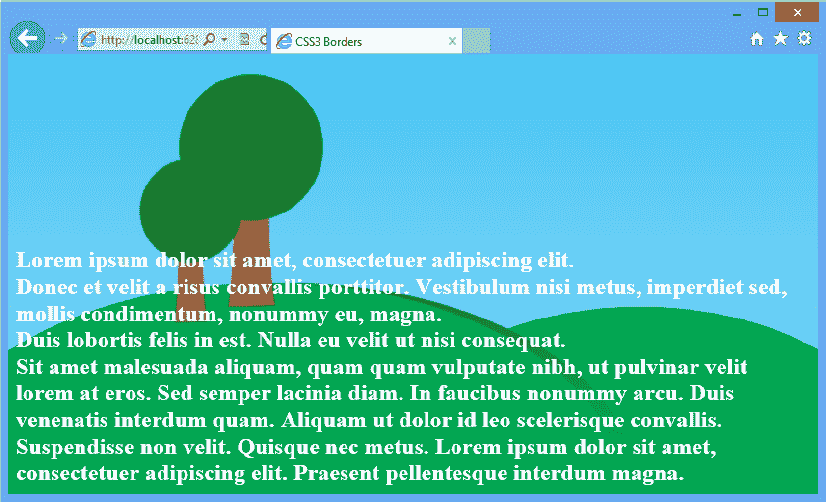 http://localhost:62
CSS3 Borders
Lorem ipsum dolor sit amet, consectetuer adipiscing elit.
Donec et velit a risus convallis porttitor. Vestibulum nisi metus, imperdiet sed,
mollis condimentum, nonummy eu, magna.
Duis lobortis felis in est. Nulla eu velit ut nisi consequat.
Sit amet malesuada aliquam, quam quam vulputate nibh, ut pulvinar velit
lorem at eros. Sed semper lacinia diam. In faucibus nonummy arcu. Duis
venenatis interdum quam. Aliquam ut dolor id leo scelerisque convallis.
Suspendisse non velit. Quisque nec metus. Lorem ipsum dolor sit amet,
consectetuer adipiscing elit. Praesent pellentesque interdum magna.